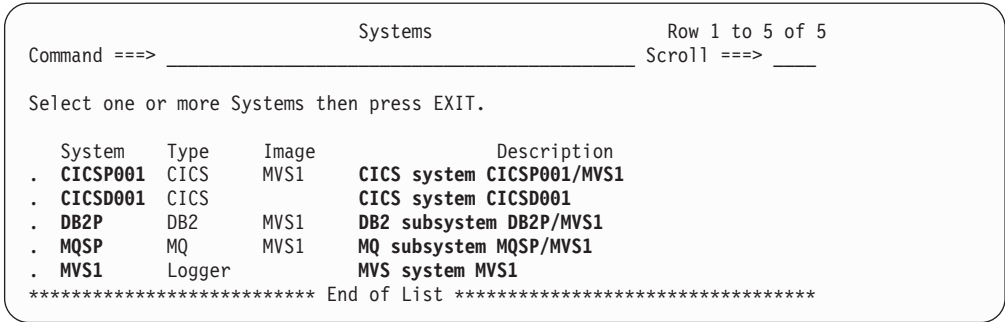 Systems Row 1 to 5 of 5
Command ===> ____________________________________________ Scroll ===> ____
Select one or more Systems then press EXIT.
System Type Image Description
. CICSP001 CICS MVS1 CICS system CICSP001/MVS1
. CICSD001 CICS CICS system CICSD001
. DB2P DB2 MVS1 DB2 subsystem DB2P/MVS1
. MQSP MQ MVS1 MQ subsystem MQSP/MVS1
. MVS1 Logger MVS system MVS1
*************************** End of List **********************************